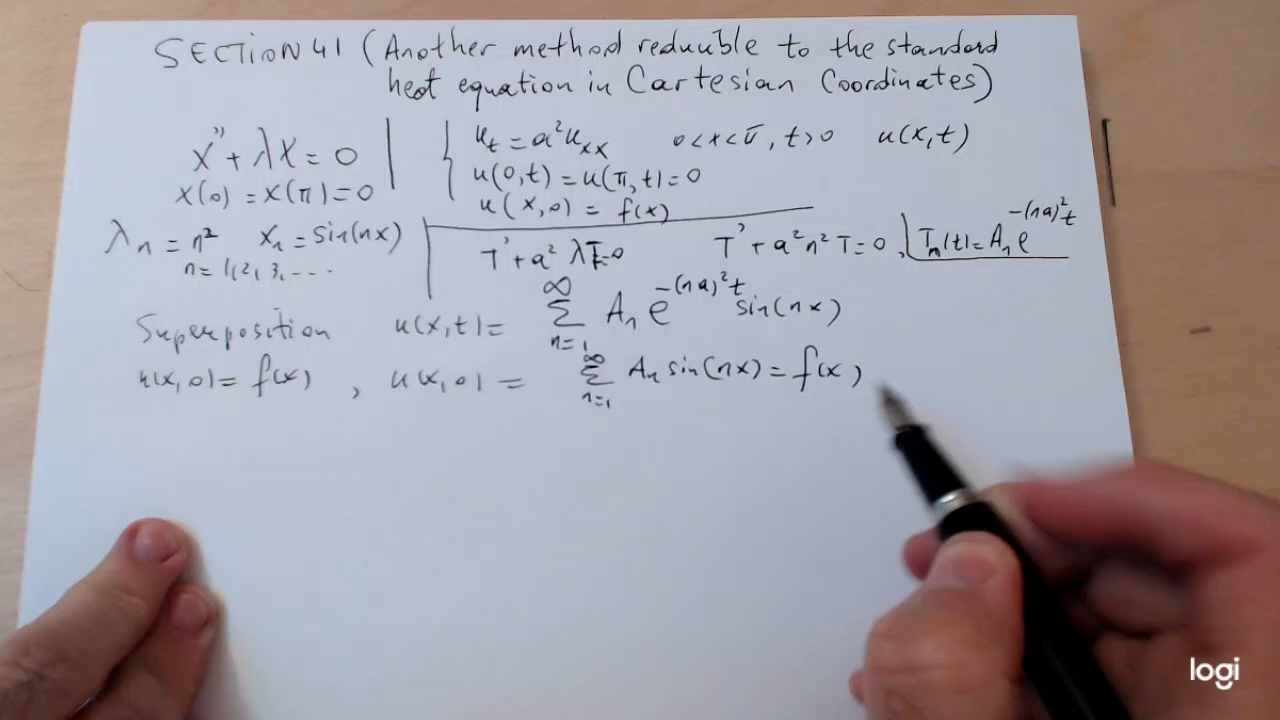 SECTION 41 (Another method reducible to the standard
heat equation in Cartesian Coordinates)
X'' + λX = 0
X(0) = X(π) = 0
u_t = a²u_xx 0 < x < π, t > 0 u(x,t)
u(0,t) = u(π,t) = 0
u(x,0) = f(x)
λ_n = n² X_n = sin(nx)
n = 1, 2, 3, ...
T' + a²λT = 0 T' + a²n²T = 0, T_n(t) = A_n e^{-(na)²t}
Superposition u(x,t) = ∑_{n=1}^{∞} A_n e^{-(na)²t} sin(nx)
u(x,0) = f(x), u(x,0) = ∑_{n=1}^{∞} A_n sin(nx) = f(x)
logi